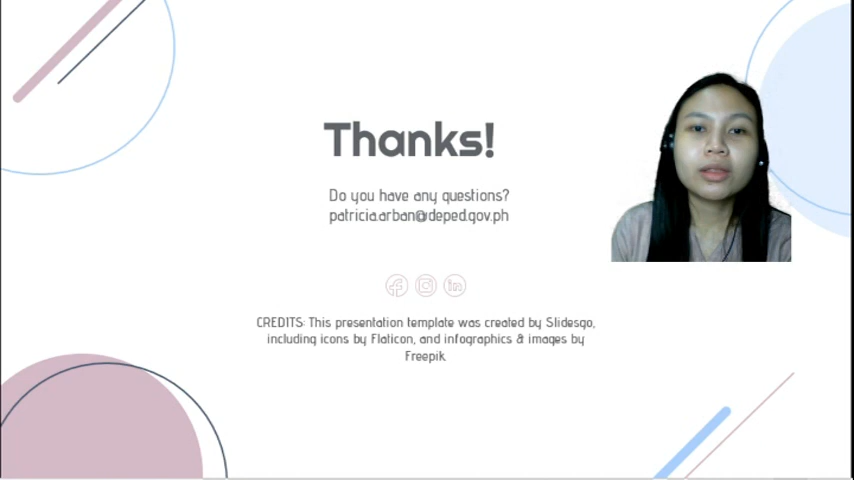 Thanks!
Do you have any questions?
patricia.arban@deped.gov.ph
CREDITS: This presentation template was created by Slidesgo,
including icons by Flaticon, and infographics & images by
Freepik